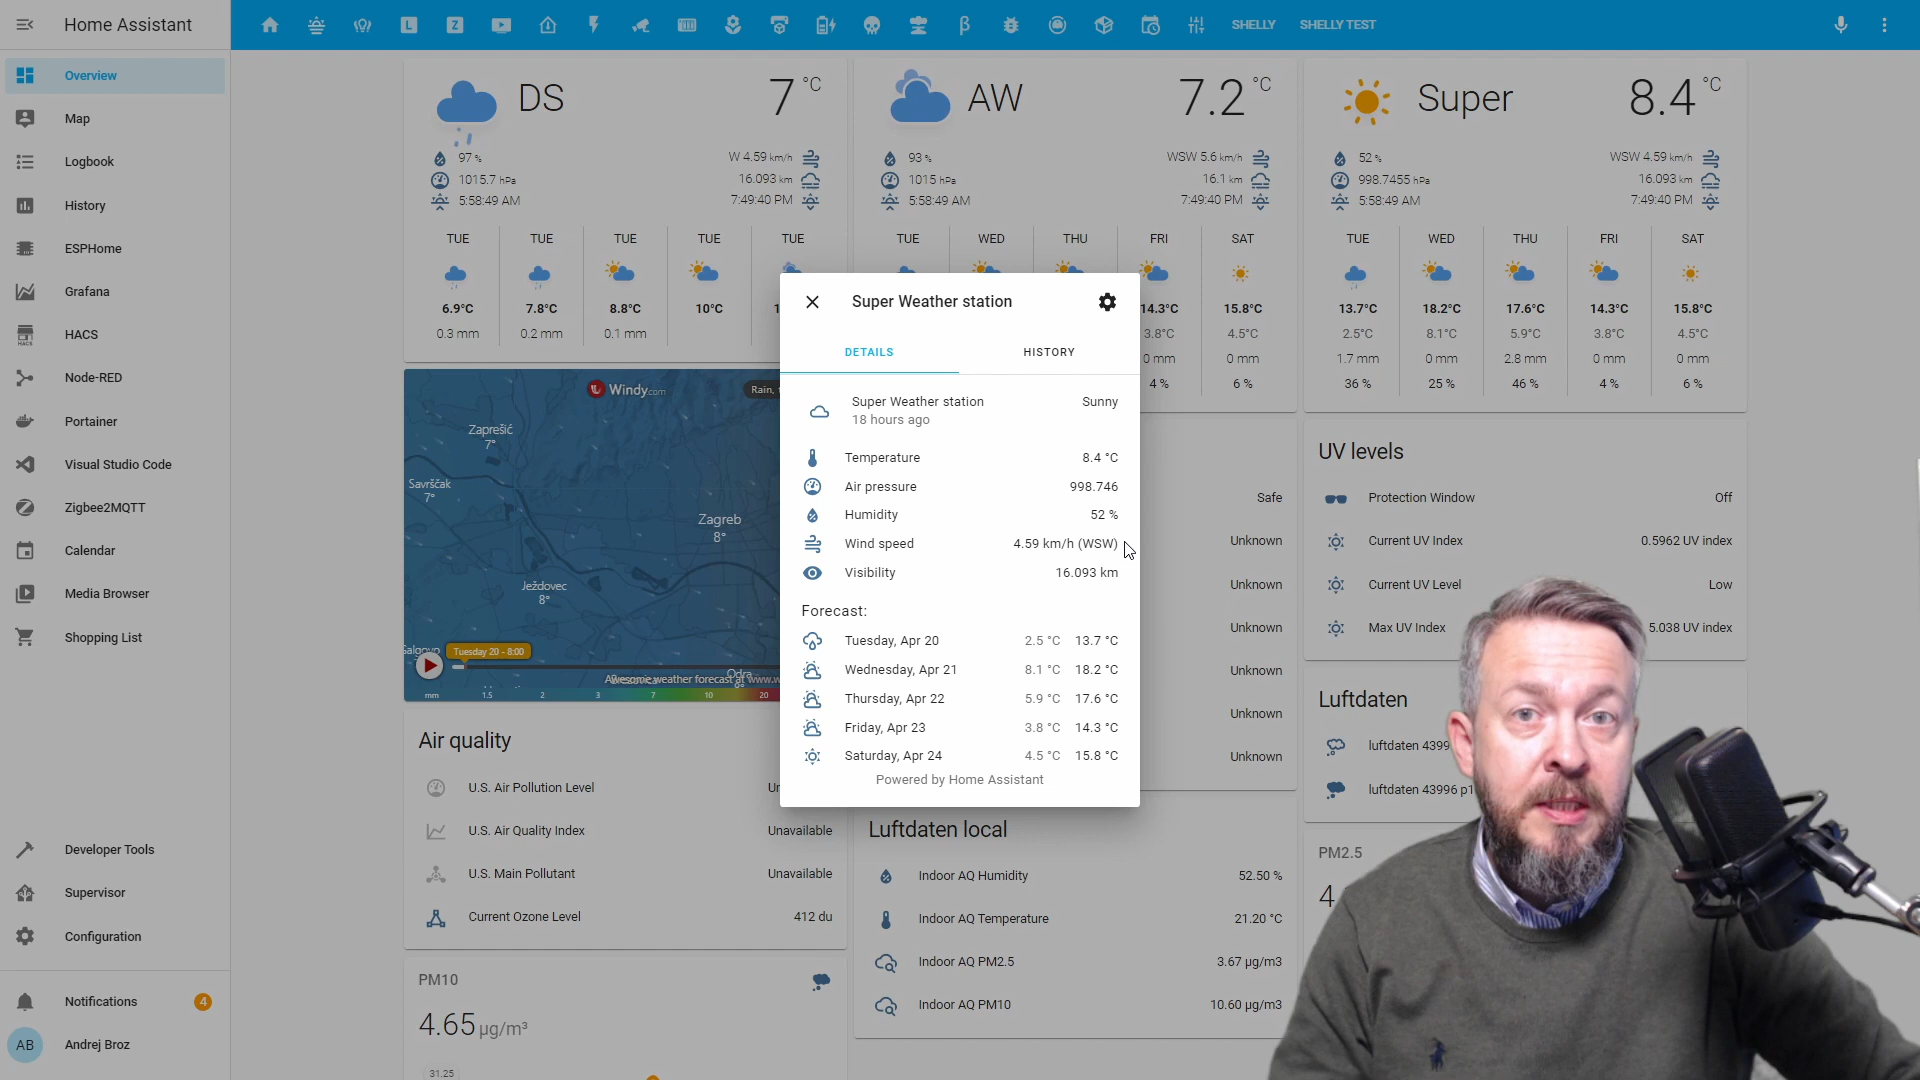 Home Assistant
L
Z
β
SHELLY
SHELLY TEST
Overview
Map
Logbook
History
ESPHome
Grafana
HACS
HACS
Node-RED
Portainer
Visual Studio Code
Zigbee2MQTT
Calendar
Media Browser
Shopping List
Developer Tools
Supervisor
Configuration
Notifications
4
AB
Andrej Broz
DS
7 °C
97 %
W 4.59 km/h
1015.7 hPa
16.093 km
5:58:49 AM
7:49:40 PM
TUE TUE TUE TUE TUE
6.9°C 7.8°C 8.8°C 10°C
0.3 mm 0.2 mm 0.1 mm
AW
7.2 °C
93 %
WSW 5.6 km/h
1015 hPa
16.1 km
5:58:49 AM
7:49:40 PM
TUE WED THU FRI SAT
14.3°C 15.8°C
3.8°C 4.5°C
0 mm 0 mm
4 % 6 %
Super
8.4 °C
52 %
WSW 4.59 km/h
998.7455 hPa
16.093 km
5:58:49 AM
7:49:40 PM
TUE WED THU FRI SAT
13.7°C 18.2°C 17.6°C 14.3°C 15.8°C
2.5°C 8.1°C 5.9°C 3.8°C 4.5°C
1.7 mm 0 mm 2.8 mm 0 mm 0 mm
36 % 25 % 46 % 4 % 6 %
Windy.com
Rain,
Zaprešić
7°
Savršćak
7°
Zagreb
8°
Ježdovec
8°
Tuesday 20 - 8:00
Odra
Awesome weather forecast at www.w
mm 1.5 2 3 7 10 20
Super Weather station
DETAILS
HISTORY
Super Weather station Sunny
18 hours ago
Temperature 8.4 °C
Air pressure 998.746
Humidity 52 %
Wind speed 4.59 km/h (WSW)
Visibility 16.093 km
Forecast:
Tuesday, Apr 20 2.5 °C 13.7 °C
Wednesday, Apr 21 8.1 °C 18.2 °C
Thursday, Apr 22 5.9 °C 17.6 °C
Friday, Apr 23 3.8 °C 14.3 °C
Saturday, Apr 24 4.5 °C 15.8 °C
Powered by Home Assistant
Safe
Unknown
Unknown
Unknown
Unknown
Unknown
Unknown
UV levels
Protection Window Off
Current UV Index 0.5962 UV index
Current UV Level Low
Max UV Index 5.038 UV index
Luftdaten
luftdaten 4399
luftdaten 43996 p1
PM2.5
4
Air quality
U.S. Air Pollution Level
U.S. Air Quality Index Unavailable
U.S. Main Pollutant Unavailable
Current Ozone Level 412 du
PM10
4.65 µg/m³
31.25
Luftdaten local
Indoor AQ Humidity 52.50 %
Indoor AQ Temperature 21.20 °C
Indoor AQ PM2.5 3.67 µg/m3
Indoor AQ PM10 10.60 µg/m3